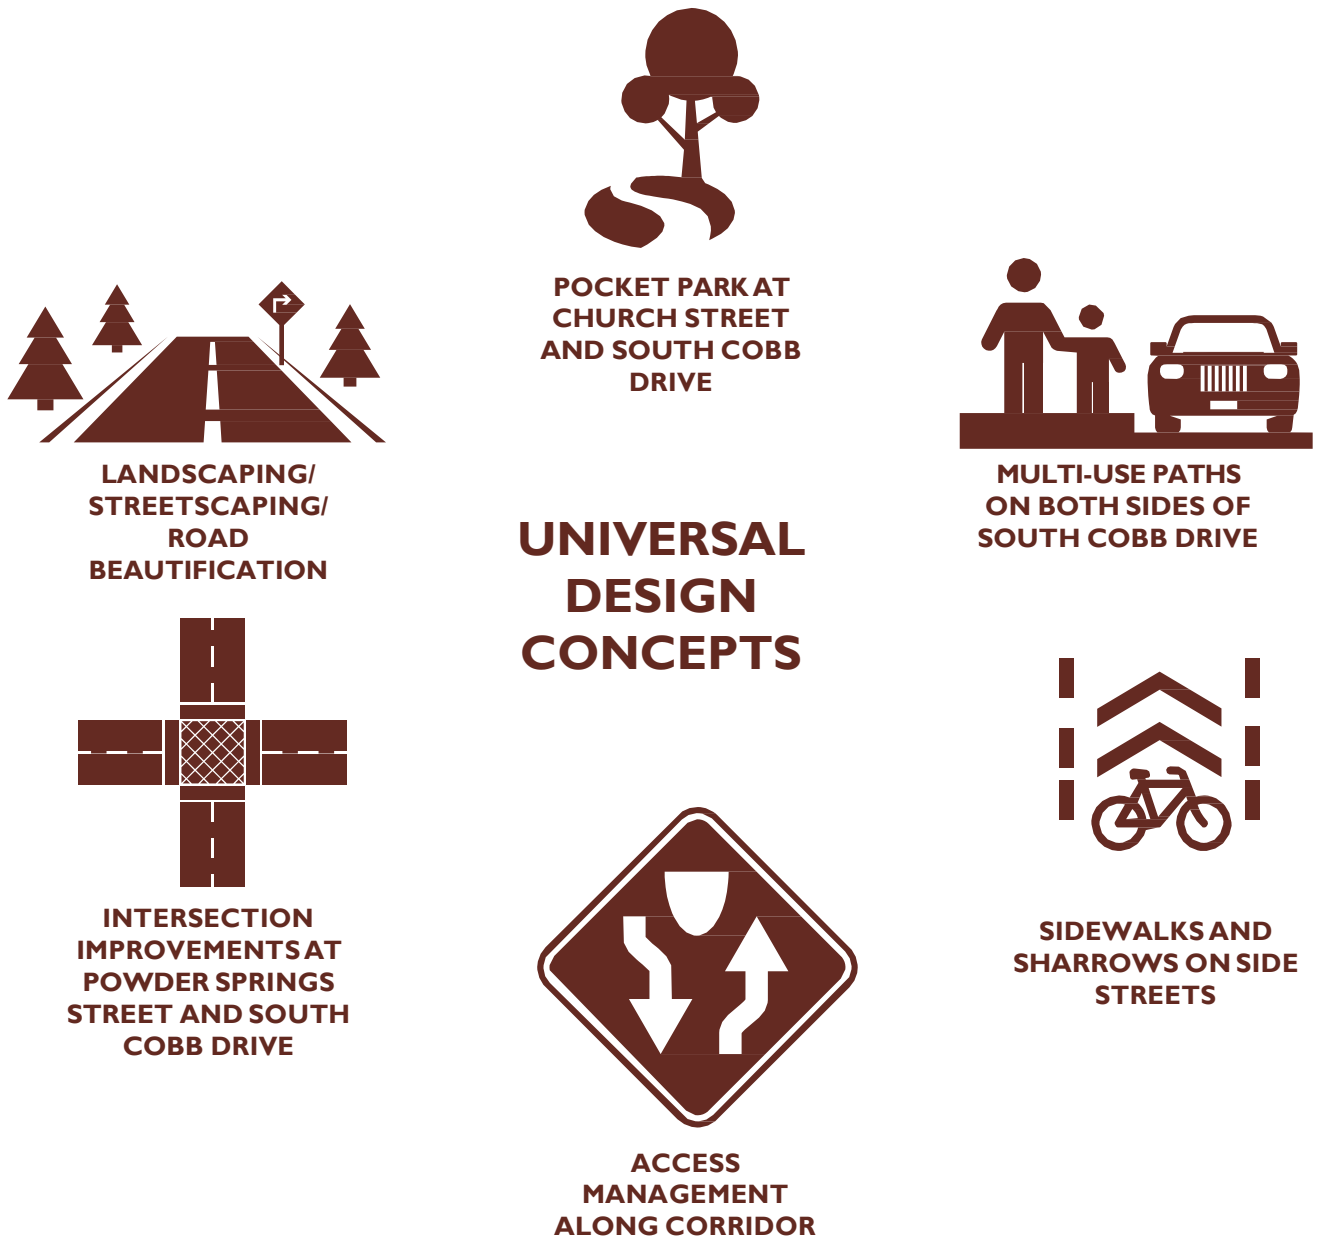 POCKET PARK AT
CHURCH STREET
AND SOUTH COBB
DRIVE
LANDSCAPING/
STREETSCAPING/
ROAD
BEAUTIFICATION
MULTI-USE PATHS
ON BOTH SIDES OF
SOUTH COBB DRIVE
UNIVERSAL
DESIGN
CONCEPTS
INTERSECTION
IMPROVEMENTS AT
POWDER SPRINGS
STREET AND SOUTH
COBB DRIVE
SIDEWALKS AND
SHARROWS ON SIDE
STREETS
ACCESS
MANAGEMENT
ALONG CORRIDOR